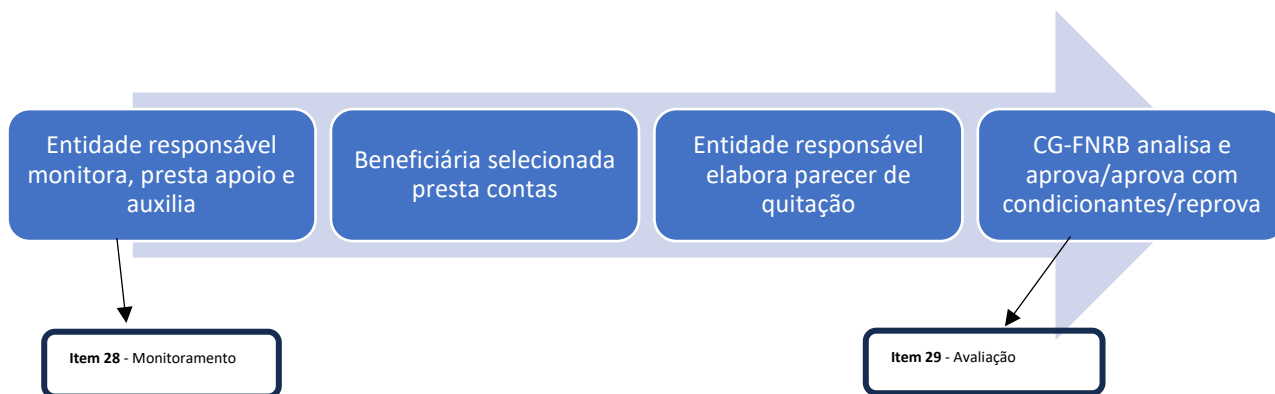 Entidade responsável
monitora, presta apoio e
auxilia
Beneficiária selecionada
presta contas
Entidade responsável
elabora parecer de
quitação
CG-FNRB analisa e
aprova/aprova com
condicionantes/reprova
Item 28 - Monitoramento
Item 29 - Avaliação